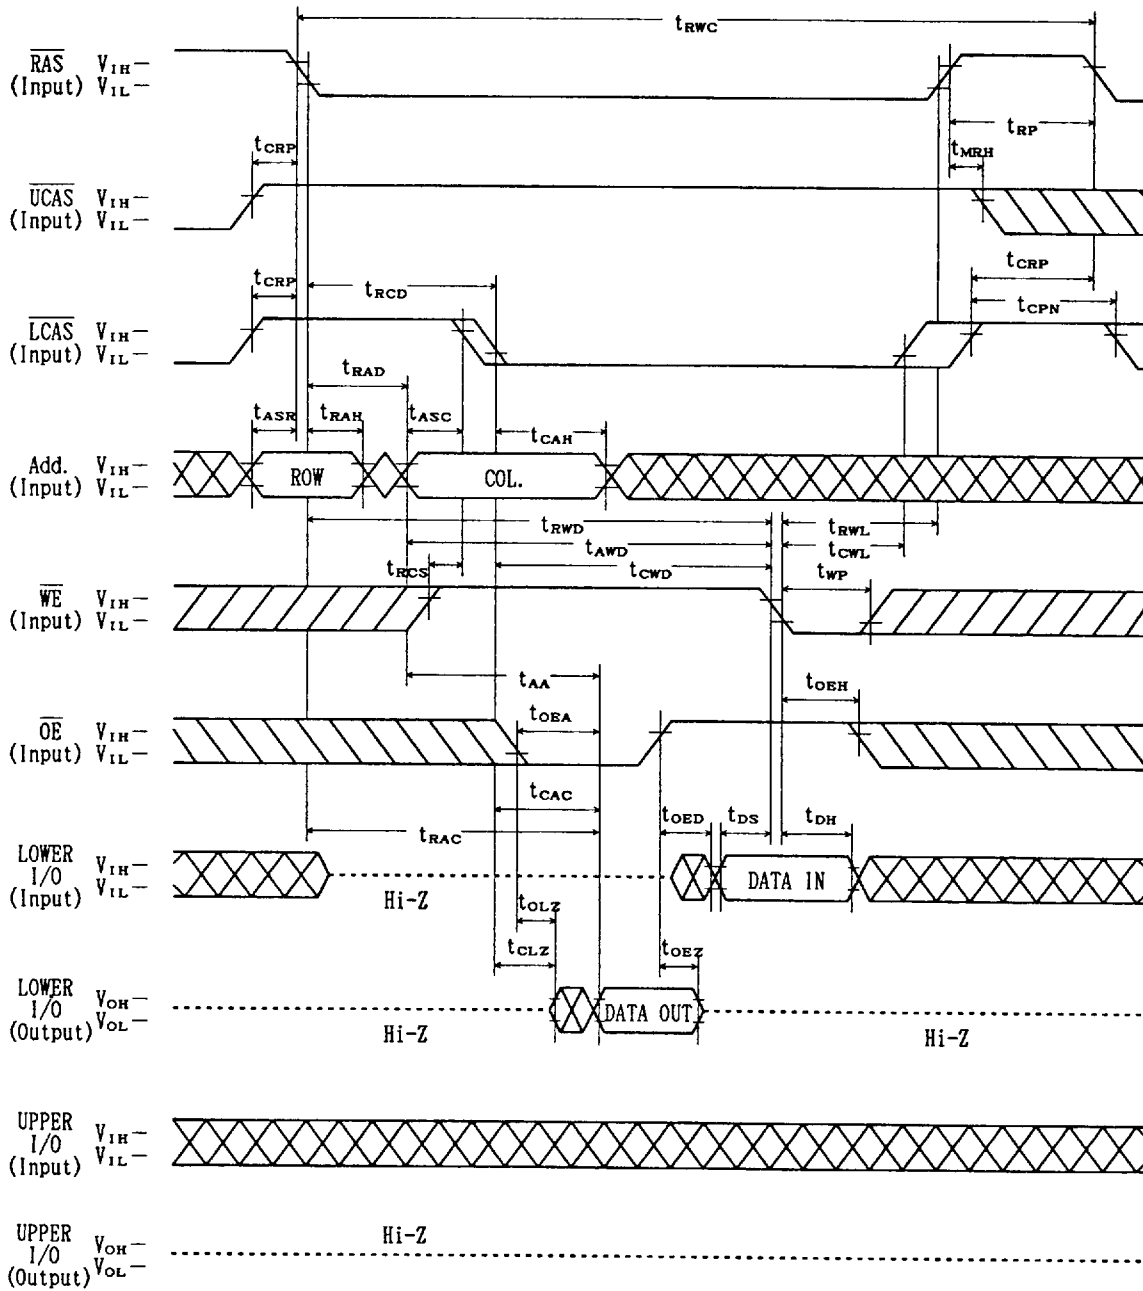 tRWC
RAS VIH
(Input) VIL
tRP
tCRP
tMRH
UCAS VIH
(Input) VIL
tCRP
tRCD
tCRP
tCPN
LCAS VIH
(Input) VIL
tRAD
tASR tRAH tASC
tCAH
Add. VIH
(Input) VIL
ROW COL.
tRWD tRWL
tAWD tCWL
tRCS tCWD tWP
WE VIH
(Input) VIL
tAA
tOEH
tOEA
OE VIH
(Input) VIL
tCAC
tRAC
tOED tDS tDH
LOWER
I/O VIH
(Input) VIL
DATA IN
Hi-Z
tOLZ
tCLZ
tOEZ
LOWER
I/O VOH
(Output) VOL
DATA OUT
Hi-Z Hi-Z
UPPER
I/O VIH
(Input) VIL
UPPER Hi-Z
I/O VOH
(Output) VOL